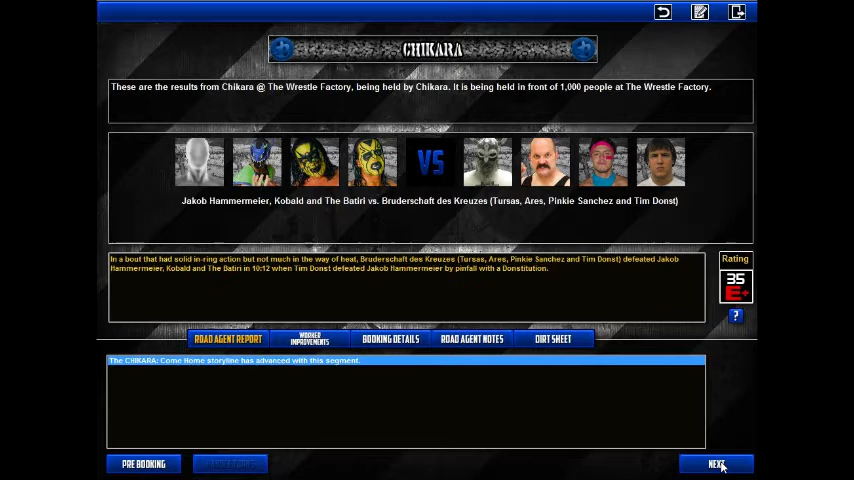 CHIKARA
These are the results from Chikara @ The Wrestle Factory, being held by Chikara. It is being held in front of 1,000 people at The Wrestle Factory.
VS
Jakob Hammermeier, Kobald and The Batiri vs. Bruderschaft des Kreuzes (Tursas, Ares, Pinkie Sanchez and Tim Donst)
In a bout that had solid in-ring action but not much in the way of heat, Bruderschaft des Kreuzes (Tursas, Ares, Pinkie Sanchez and Tim Donst) defeated Jakob
Hammermeier, Kobald and The Batiri in 10:12 when Tim Donst defeated Jakob Hammermeier by pinfall with a Donstitution.
Rating
35
E+
?
ROAD AGENT REPORT
WORKER
IMPROVEMENTS
BOOKING DETAILS
ROAD AGENT NOTES
DIRT SHEET
The CHIKARA: Come Home storyline has advanced with this segment.
PRE BOOKING
NEXT